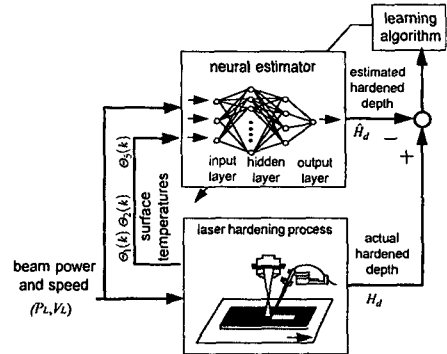 learning
algorithm
neural estimator
estimated
hardened
depth
Ĥd
−
+
input
layer
hidden
layer
output
layer
Θ1(k) Θ2(k) Θ5(k)
surface
temperatures
laser hardening process
beam power
and speed
(PL,VL)
actual
hardened
depth
Hd